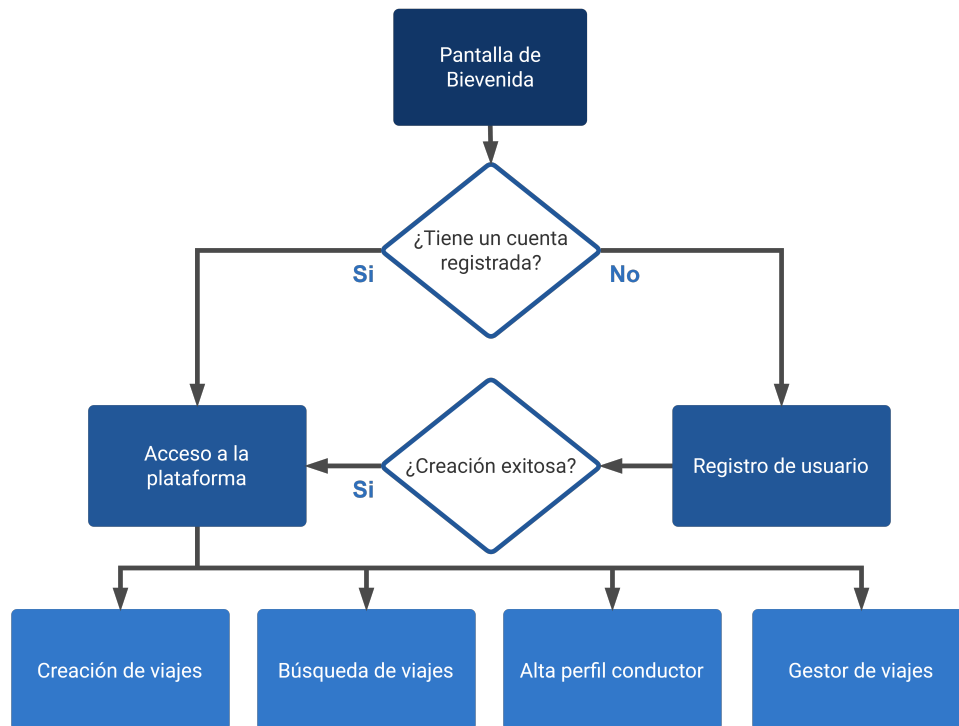 Pantalla de
Bievenida
¿Tiene un cuenta
registrada?
Si
No
Acceso a la
plataforma
¿Creación exitosa?
Si
Registro de usuario
Creación de viajes
Búsqueda de viajes
Alta perfil conductor
Gestor de viajes